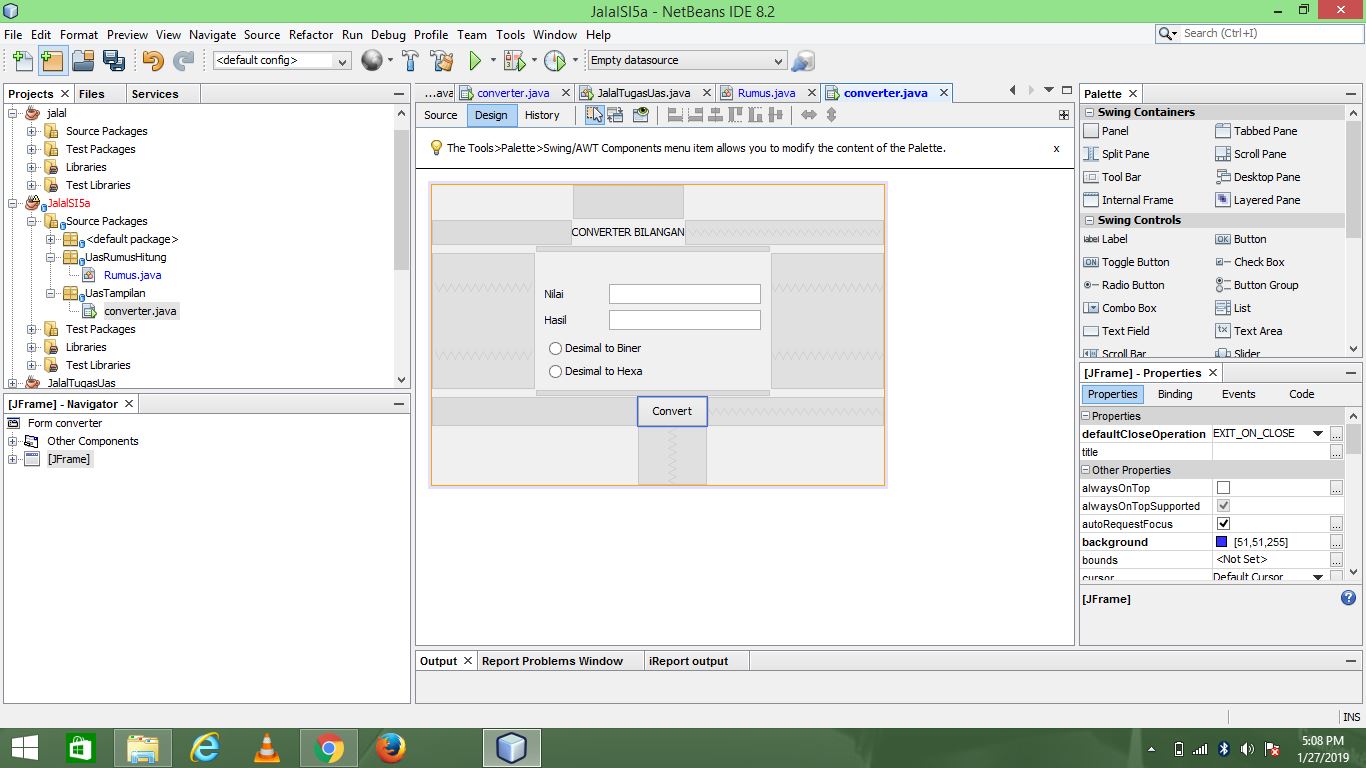 JalalSI5a - NetBeans IDE 8.2
File Edit Format Preview View Navigate Source Refactor Run Debug Profile Team Tools Window Help
Search (Ctrl+I)
<default config>
Empty datasource
Projects Files Services
jalal
Source Packages
Test Packages
Libraries
Test Libraries
JalalSI5a
Source Packages
<default package>
UasRumusHitung
Rumus.java
UasTampilan
converter.java
Test Packages
Libraries
Test Libraries
JalalTugasUas
[JFrame] - Navigator
Form converter
Other Components
[JFrame]
...ava converter.java JalalTugasUas.java Rumus.java converter.java
Source Design History
The Tools>Palette>Swing/AWT Components menu item allows you to modify the content of the Palette. x
CONVERTER BILANGAN
Nilai
Hasil
Desimal to Biner
Desimal to Hexa
Convert
Output Report Problems Window iReport output
Palette
Swing Containers
Panel Tabbed Pane
Split Pane Scroll Pane
Tool Bar Desktop Pane
Internal Frame Layered Pane
Swing Controls
label Label OK Button
ON Toggle Button Check Box
Radio Button Button Group
Combo Box List
Text Field tx Text Area
Scroll Bar Slider
[JFrame] - Properties
Properties Binding Events Code
Properties
defaultCloseOperation EXIT_ON_CLOSE ...
title ...
Other Properties
alwaysOnTop ...
alwaysOnTopSupported
autoRequestFocus ...
background [51,51,255] ...
bounds <Not Set> ...
cursor Default Cursor ...
[JFrame]
INS
5:08 PM
1/27/2019